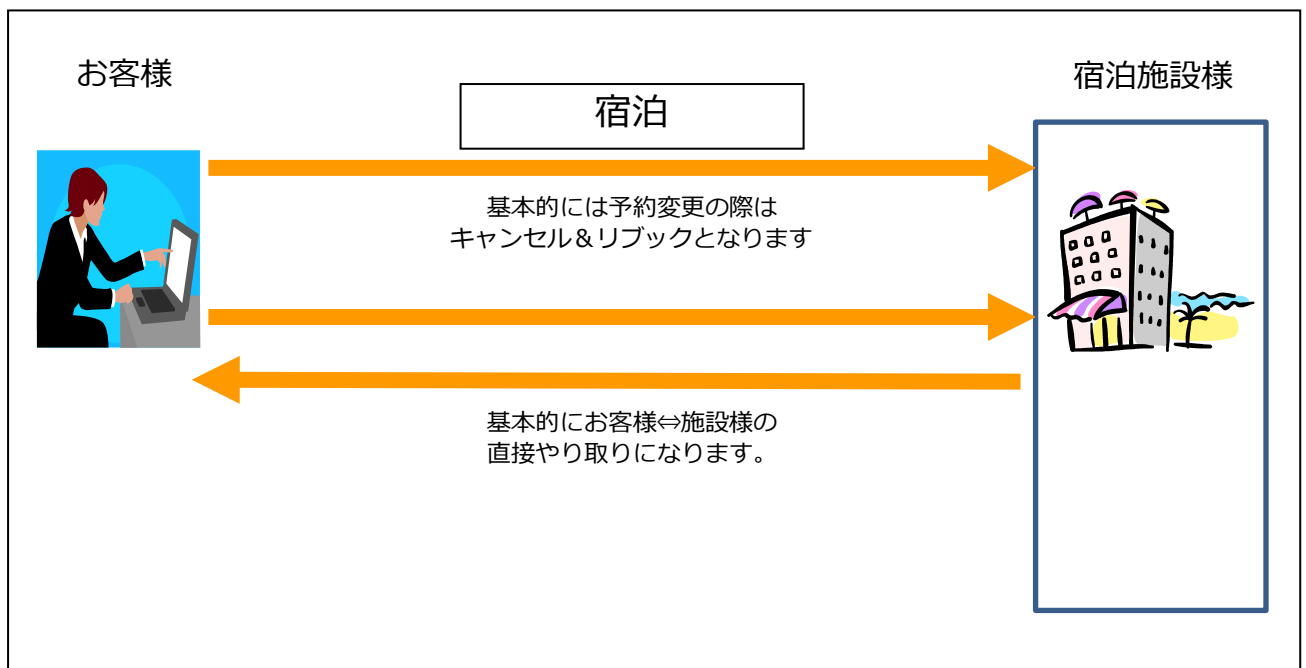 お客様
宿泊
宿泊施設様
基本的には予約変更の際は
キャンセル＆リブックとなります
基本的にお客様⇔施設様の
直接やり取りになります。